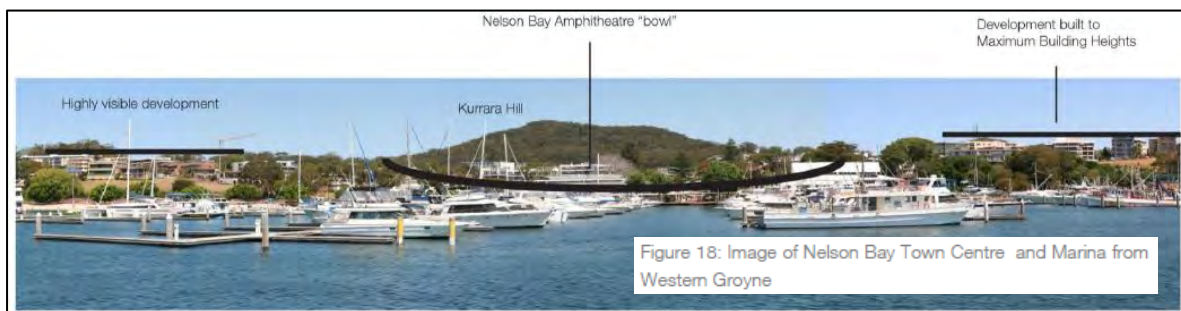 Nelson Bay Amphitheatre "bowl"
Development built to
Maximum Building Heights
Highly visible development
Kurrara Hill
Figure 18: Image of Nelson Bay Town Centre and Marina from
Western Groyne